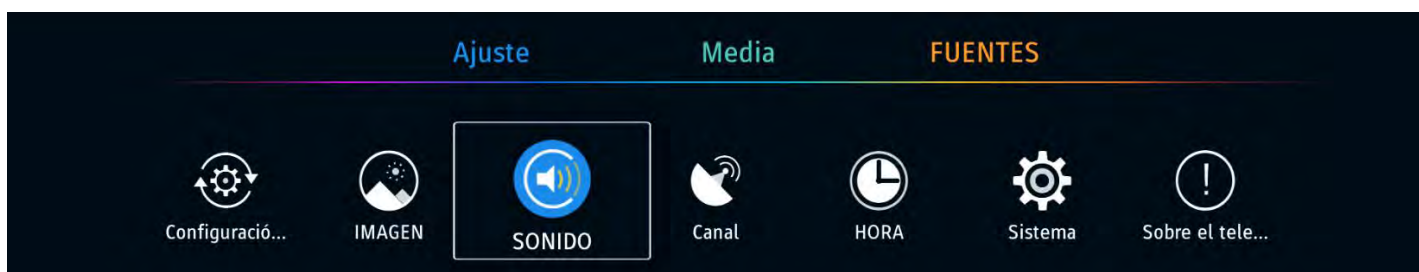 Ajuste Media FUENTES
Configuració... IMAGEN SONIDO Canal HORA Sistema Sobre el tele...